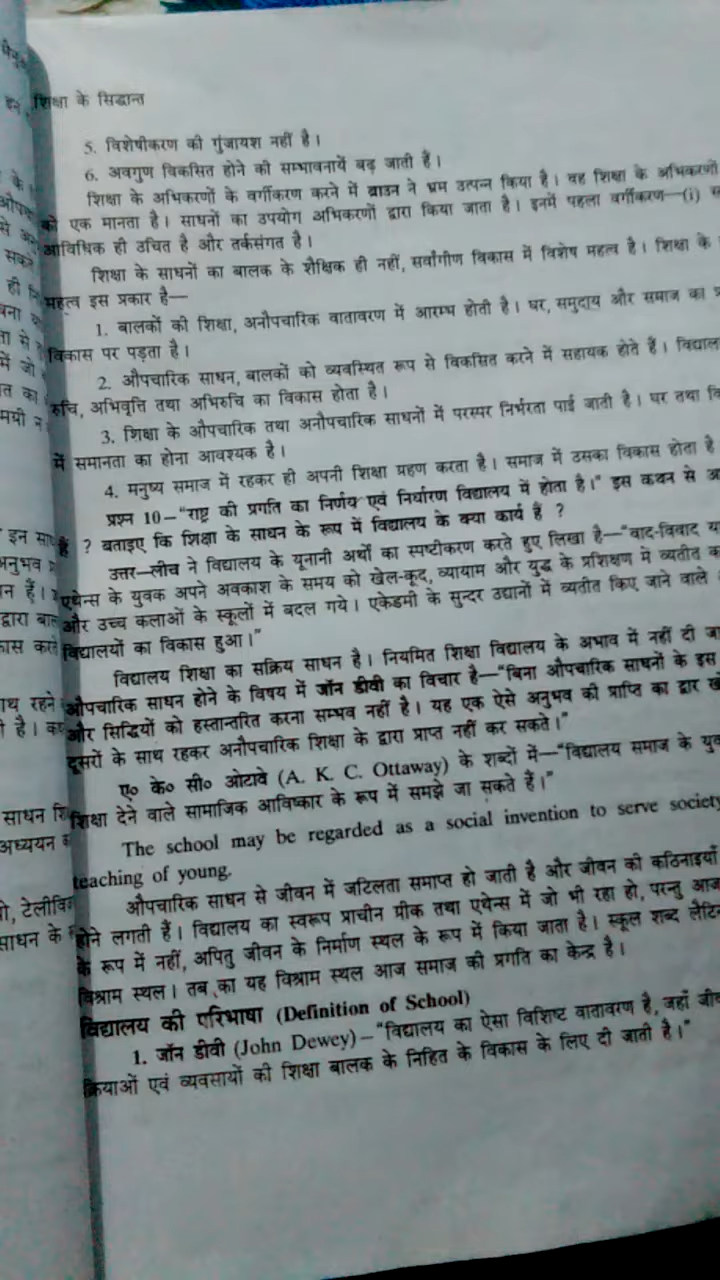 शिक्षा के सिद्धान्त
5. विशेषीकरण की गुंजायश नहीं है।
6. अवगुण विकसित होने की सम्भावनायें बढ़ जाती हैं।
शिक्षा के अभिकरणों के वर्गीकरण करने में ब्राउन ने भ्रम उत्पन्न किया है। वह शिक्षा के अभिकरणों
को एक मानता है। साधनों का उपयोग अभिकरणों द्वारा किया जाता है। इनमें पहला वर्गीकरण—(i)
आविधिक ही उचित है और तर्कसंगत है।
शिक्षा के साधनों का बालक के शैक्षिक ही नहीं, सर्वांगीण विकास में विशेष महत्व है। शिक्षा के
महत्व इस प्रकार है—
1. बालकों की शिक्षा, अनौपचारिक वातावरण में आरम्भ होती है। घर, समुदाय और समाज का
विकास पर पड़ता है।
2. औपचारिक साधन, बालकों को व्यवस्थित रूप से विकसित करने में सहायक होते हैं।
रुचि, अभिवृत्ति तथा अभिरुचि का विकास होता है।
3. शिक्षा के औपचारिक तथा अनौपचारिक साधनों में परस्पर निर्भरता पाई जाती है। घर तथा
में समानता का होना आवश्यक है।
4. मनुष्य समाज में रहकर ही अपनी शिक्षा ग्रहण करता है। समाज में उसका विकास होता है
प्रश्न 10–"राष्ट्र की प्रगति का निर्णय एवं निर्धारण विद्यालय में होता है।" इस कथन से
हैं ? बताइए कि शिक्षा के साधन के रूप में विद्यालय के क्या कार्य हैं ?
उत्तर—लीच ने विद्यालय के यूनानी अर्थों का स्पष्टीकरण करते हुए लिखा है—"वाद-विवाद
एथेन्स के युवक अपने अवकाश के समय को खेल-कूद, व्यायाम और युद्ध के प्रशिक्षण में व्यतीत
और उच्च कलाओं के स्कूलों में बदल गये। एकेडमी के सुन्दर उद्यानों में व्यतीत किए जाने वाले
विद्यालयों का विकास हुआ।"
विद्यालय शिक्षा का सक्रिय साधन है। नियमित शिक्षा विद्यालय के अभाव में नहीं दी
औपचारिक साधन होने के विषय में जॉन डीवी का विचार है—"बिना औपचारिक साधनों के इस
और सिद्धियों को हस्तान्तरित करना सम्भव नहीं है। यह एक ऐसे अनुभव की प्राप्ति का द्वार
दूसरों के साथ रहकर अनौपचारिक शिक्षा के द्वारा प्राप्त नहीं कर सकते।"
ए० के० सी० ओटावे (A. K. C. Ottaway) के शब्दों में—"विद्यालय समाज के
शिक्षा देने वाले सामाजिक आविष्कार के रूप में समझे जा सकते हैं।"
The school may be regarded as a social invention to serve society
teaching of young.
औपचारिक साधन से जीवन में जटिलता समाप्त हो जाती है और जीवन की कठिनाइयाँ
होने लगती हैं। विद्यालय का स्वरूप प्राचीन ग्रीक तथा एथेन्स में जो भी रहा हो, परन्तु आज
के रूप में नहीं, अपितु जीवन के निर्माण स्थल के रूप में किया जाता है। स्कूल शब्द
विश्राम स्थल। तब का यह विश्राम स्थल आज समाज की प्रगति का केन्द्र है।
विद्यालय की परिभाषा (Definition of School)
1. जॉन डीवी (John Dewey)–"विद्यालय का ऐसा विशिष्ट वातावरण है, जहाँ
क्रियाओं एवं व्यवसायों की शिक्षा बालक के निहित के विकास के लिए दी जाती है।"